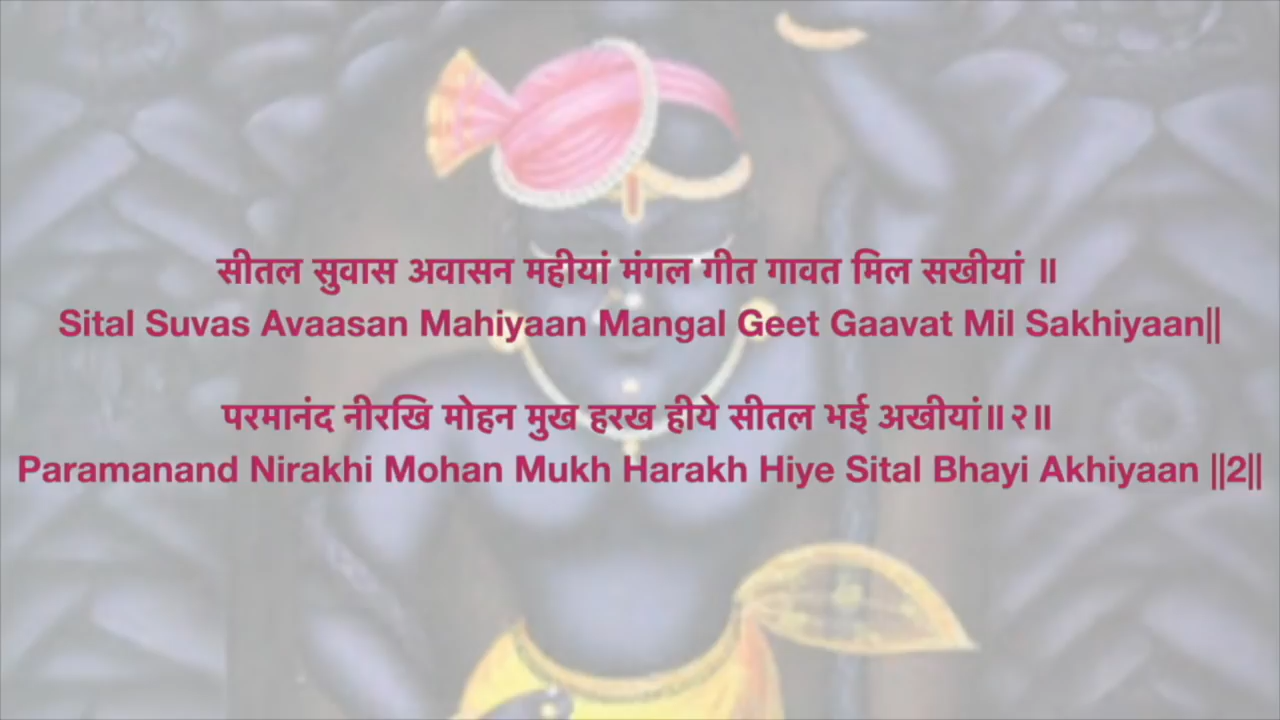 सीतल सुवास अवासन महीयां मंगल गीत गावत मिल सखीयां ॥
Sital Suvas Avaasan Mahiyaan Mangal Geet Gaavat Mil Sakhiyaan||
परमानंद नीरखि मोहन मुख हरख हीये सीतल भई अखीयां॥२॥
Paramanand Nirakhi Mohan Mukh Harakh Hiye Sital Bhayi Akhiyaan ||2||